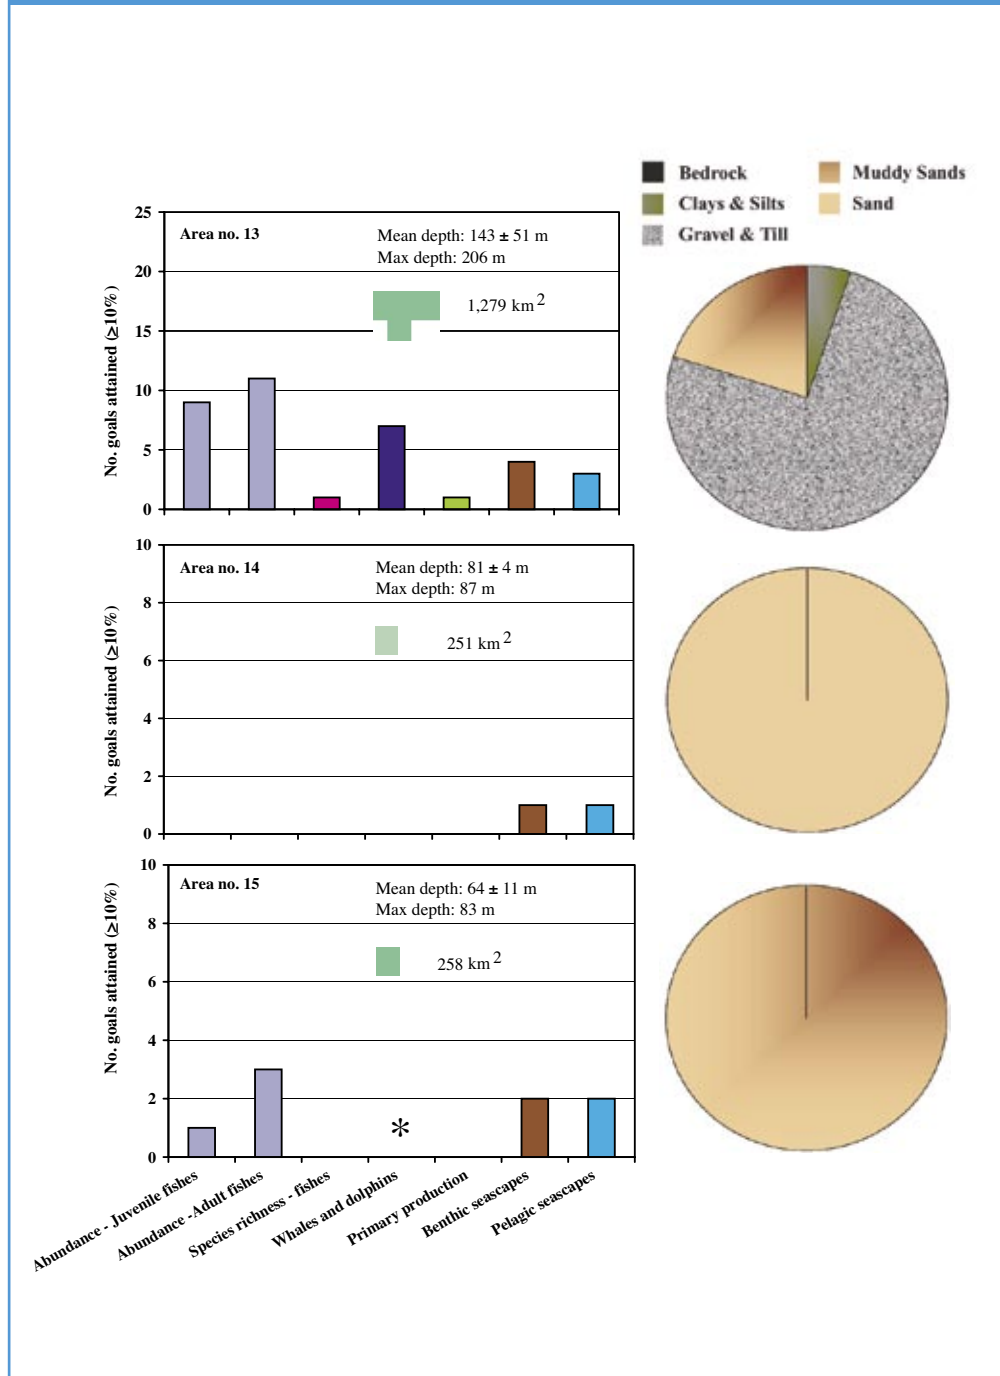 Bedrock
Muddy Sands
Clays & Silts
Sand
Gravel & Till
No. goals attained (≥10%)
25
20
15
10
5
0
Area no. 13
Mean depth: 143 ± 51 m
Max depth: 206 m
1,279 km²
No. goals attained (≥10%)
10
8
6
4
2
0
Area no. 14
Mean depth: 81 ± 4 m
Max depth: 87 m
251 km²
No. goals attained (≥10%)
10
8
6
4
2
0
Area no. 15
Mean depth: 64 ± 11 m
Max depth: 83 m
258 km²
*
Abundance - Juvenile fishes
Abundance -Adult fishes
Species richness - fishes
Whales and dolphins
Primary production
Benthic seascapes
Pelagic seascapes